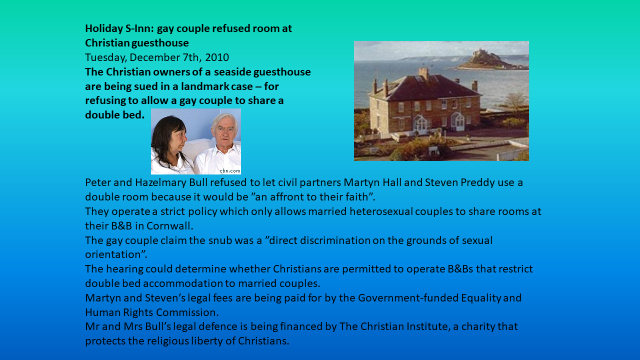 Holiday S-Inn: gay couple refused room at
Christian guesthouse
Tuesday, December 7th, 2010
The Christian owners of a seaside guesthouse
are being sued in a landmark case – for
refusing to allow a gay couple to share a
double bed.
cbn.com
Peter and Hazelmary Bull refused to let civil partners Martyn Hall and Steven Preddy use a
double room because it would be “an affront to their faith”.
They operate a strict policy which only allows married heterosexual couples to share rooms at
their B&B in Cornwall.
The gay couple claim the snub was a “direct discrimination on the grounds of sexual
orientation”.
The hearing could determine whether Christians are permitted to operate B&Bs that restrict
double bed accommodation to married couples.
Martyn and Steven’s legal fees are being paid for by the Government-funded Equality and
Human Rights Commission.
Mr and Mrs Bull’s legal defence is being financed by The Christian Institute, a charity that
protects the religious liberty of Christians.